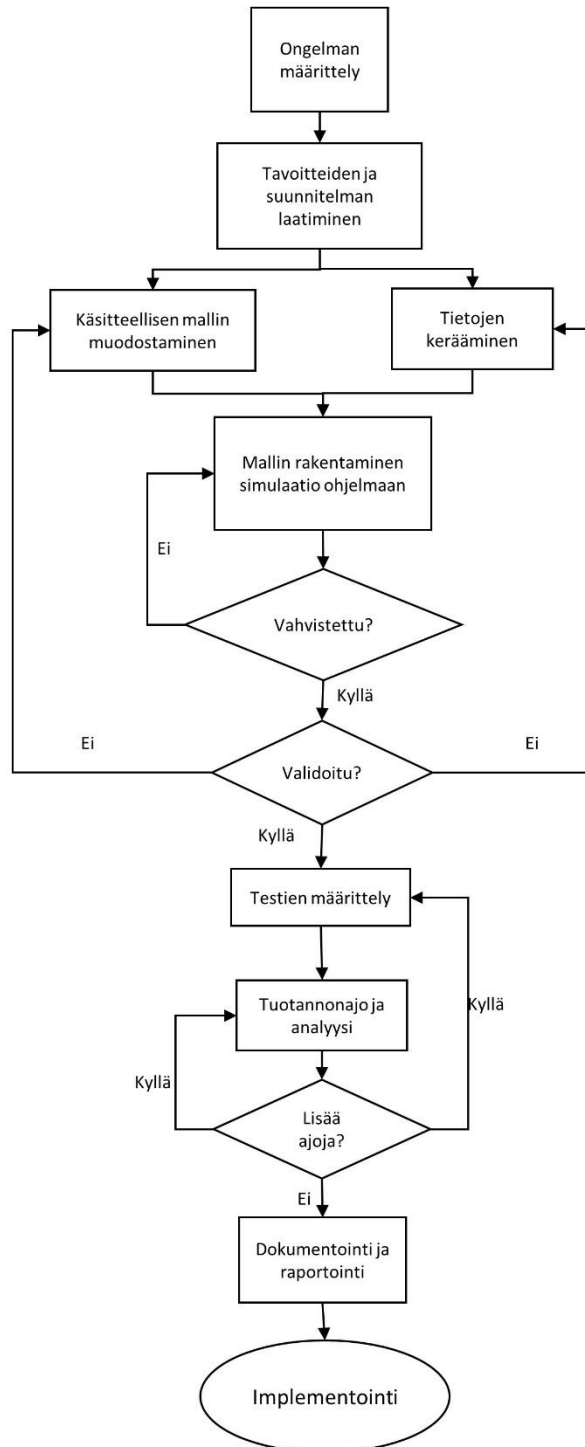 Ongelman
määrittely
Tavoitteiden ja
suunnitelman
laatiminen
Käsitteellisen mallin
muodostaminen
Tietojen
kerääminen
Mallin rakentaminen
simulaatio ohjelmaan
Ei
Vahvistettu?
Kyllä
Ei
Validoitu?
Ei
Kyllä
Testien määrittely
Tuotannonajo ja
analyysi
Kyllä
Kyllä
Lisää
ajoja?
Ei
Dokumentointi ja
raportointi
Implementointi